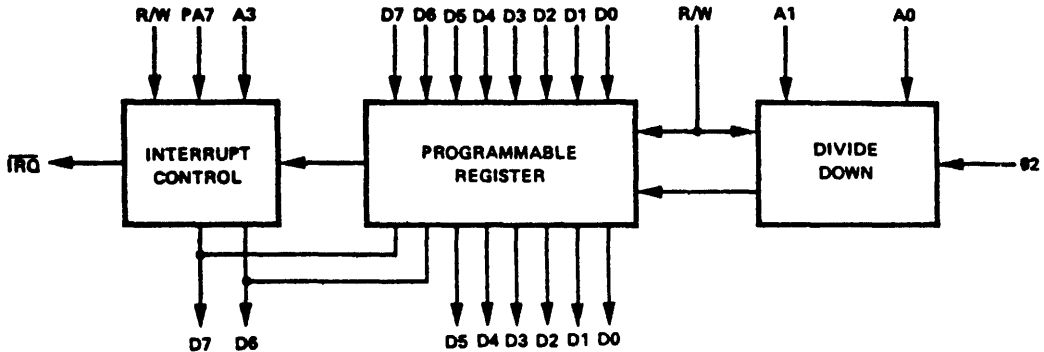 R/W PA7 A3 D7 D6 D5 D4 D3 D2 D1 D0 R/W A1 A0
INTERRUPT
CONTROL
PROGRAMMABLE
REGISTER
DIVIDE
DOWN
IRQ
D7 D6 D5 D4 D3 D2 D1 D0